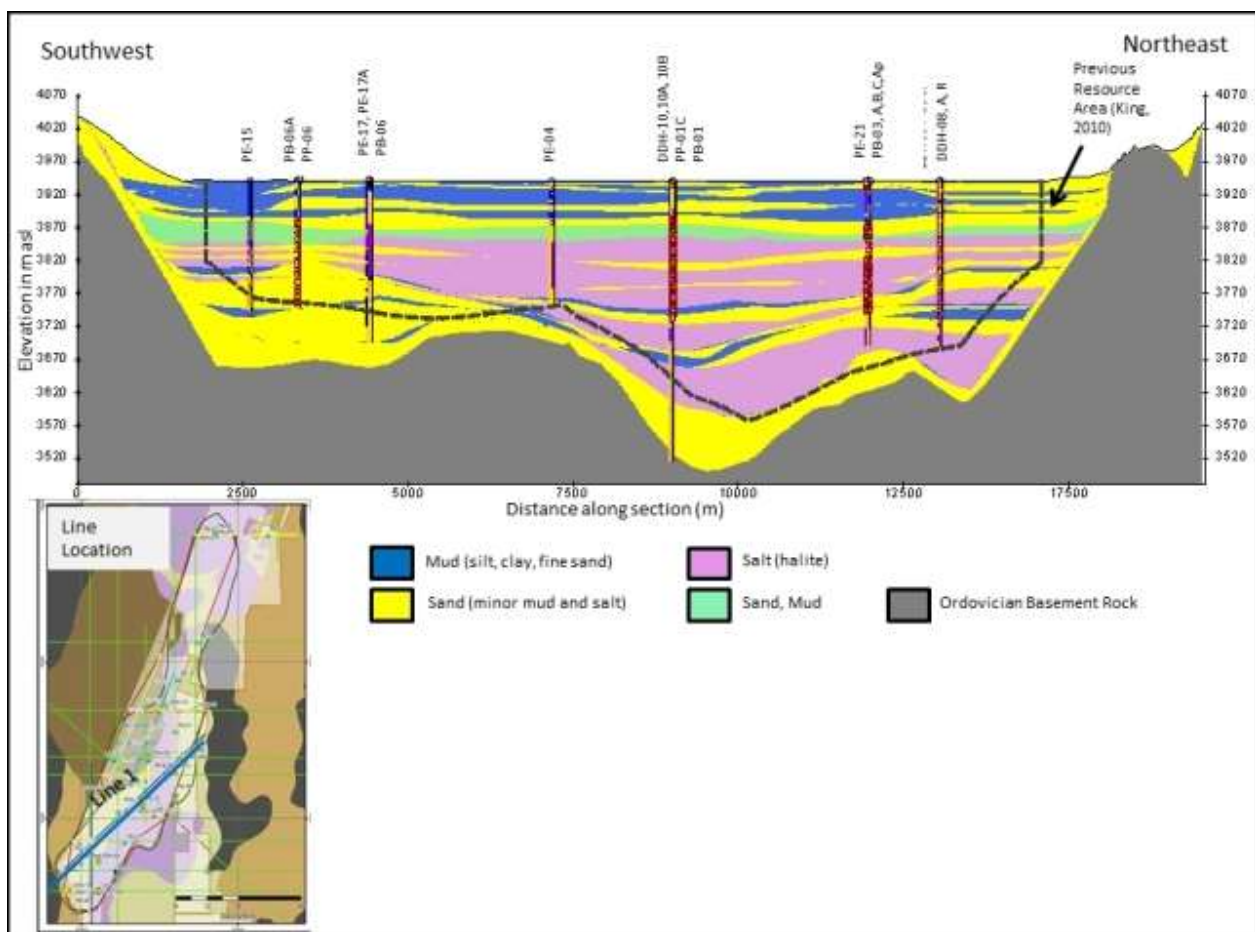 Southwest
Northeast
Previous
Resource
Area (King,
2010)
PE-15
PB-06A
PP-06
PE-17, PE-17A
PB-06
PE-04
DDH-10, 10A, 10B
PP-01C
PB-01
PE-21
PB-03, A,B,C,Ap
DDH-08, A, R
Elevation in m asl
4070
4020
3970
3920
3870
3820
3770
3720
3670
3620
3570
3520
4070
4020
3970
3920
3870
3820
3770
3720
3670
3620
3570
3520
0
2500
5000
7500
10000
12500
17500
Distance along section (m)
Line
Location
Line 1
Mud (silt, clay, fine sand)
Salt (halite)
Sand (minor mud and salt)
Sand, Mud
Ordovician Basement Rock